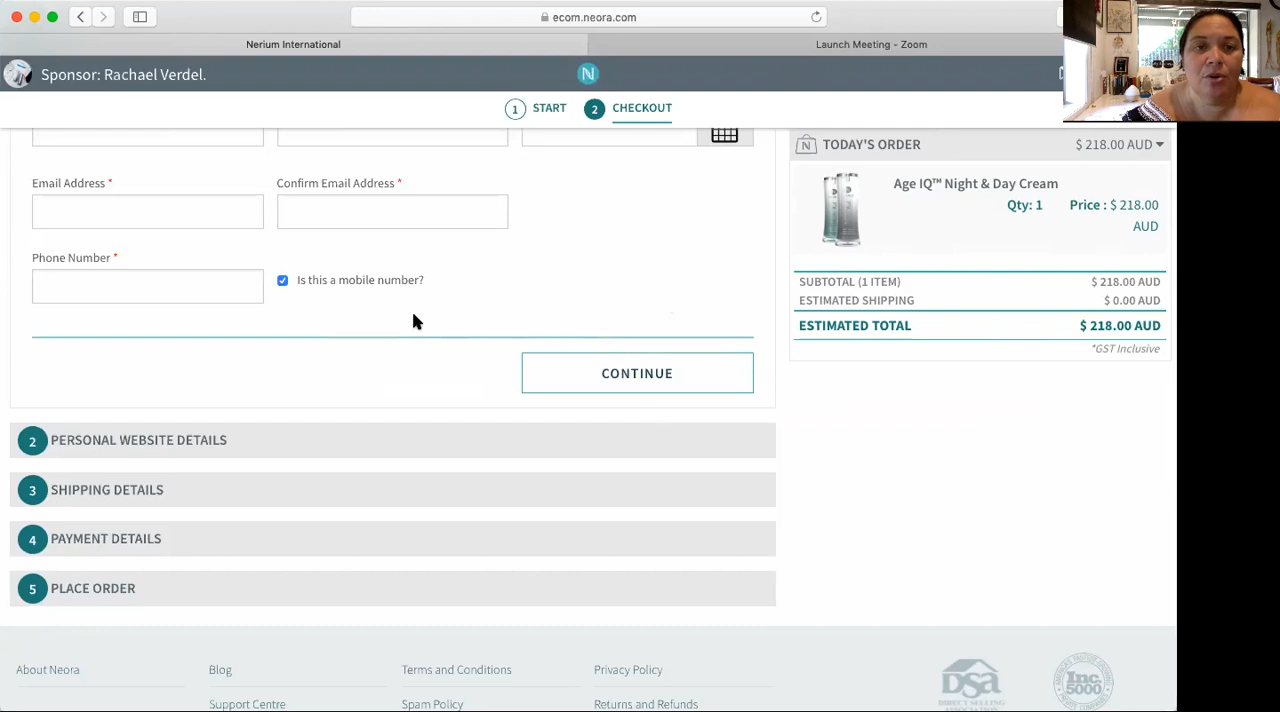 ecom.neora.com
Nerium International
Launch Meeting - Zoom
Sponsor: Rachael Verdel.
N
1 START 2 CHECKOUT
Email Address *
Confirm Email Address *
Phone Number *
Is this a mobile number?
CONTINUE
2 PERSONAL WEBSITE DETAILS
3 SHIPPING DETAILS
4 PAYMENT DETAILS
5 PLACE ORDER
N TODAY'S ORDER $ 218.00 AUD
Age IQ™ Night & Day Cream
Qty: 1 Price : $ 218.00
AUD
SUBTOTAL (1 ITEM) $ 218.00 AUD
ESTIMATED SHIPPING $ 0.00 AUD
ESTIMATED TOTAL $ 218.00 AUD
*GST Inclusive
About Neora
Blog
Terms and Conditions
Privacy Policy
Support Centre
Spam Policy
Returns and Refunds
DSA
DIRECT SELLING
ASSOCIATION
Inc.
5000